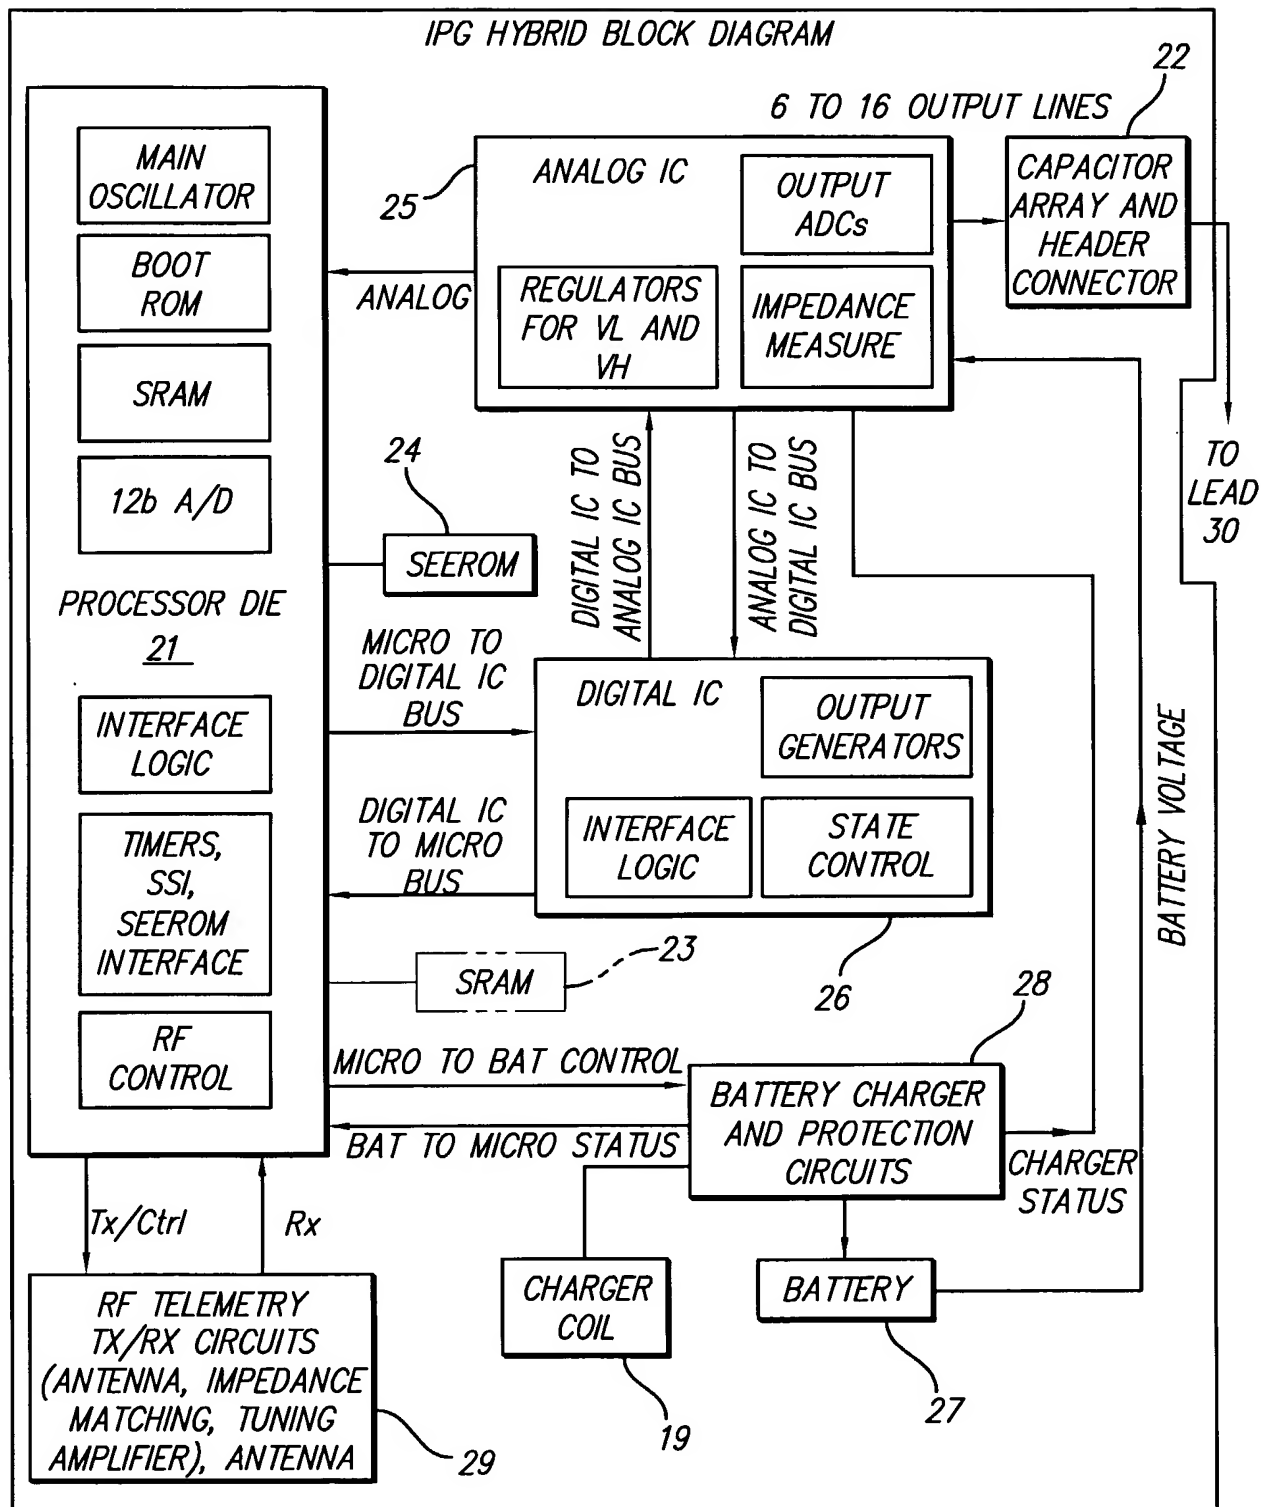 IPG HYBRID BLOCK DIAGRAM
22
6 TO 16 OUTPUT LINES
MAIN
OSCILLATOR
BOOT
ROM
SRAM
12b A/D
PROCESSOR DIE
21
INTERFACE
LOGIC
TIMERS,
SSI,
SEEROM
INTERFACE
RF
CONTROL
25
ANALOG IC
OUTPUT
ADCs
REGULATORS
FOR VL AND
VH
IMPEDANCE
MEASURE
CAPACITOR
ARRAY AND
HEADER
CONNECTOR
ANALOG
TO
LEAD
30
24
SEEROM
DIGITAL IC TO
ANALOG IC BUS
ANALOG IC TO
DIGITAL IC BUS
MICRO TO
DIGITAL IC
BUS
DIGITAL IC
TO MICRO
BUS
DIGITAL IC
OUTPUT
GENERATORS
INTERFACE
LOGIC
STATE
CONTROL
BATTERY VOLTAGE
SRAM
23
26
28
MICRO TO BAT CONTROL
BAT TO MICRO STATUS
BATTERY CHARGER
AND PROTECTION
CIRCUITS
CHARGER
STATUS
Tx/Ctrl
Rx
CHARGER
COIL
BATTERY
RF TELEMETRY
TX/RX CIRCUITS
(ANTENNA, IMPEDANCE
MATCHING, TUNING
AMPLIFIER), ANTENNA
29
19
27